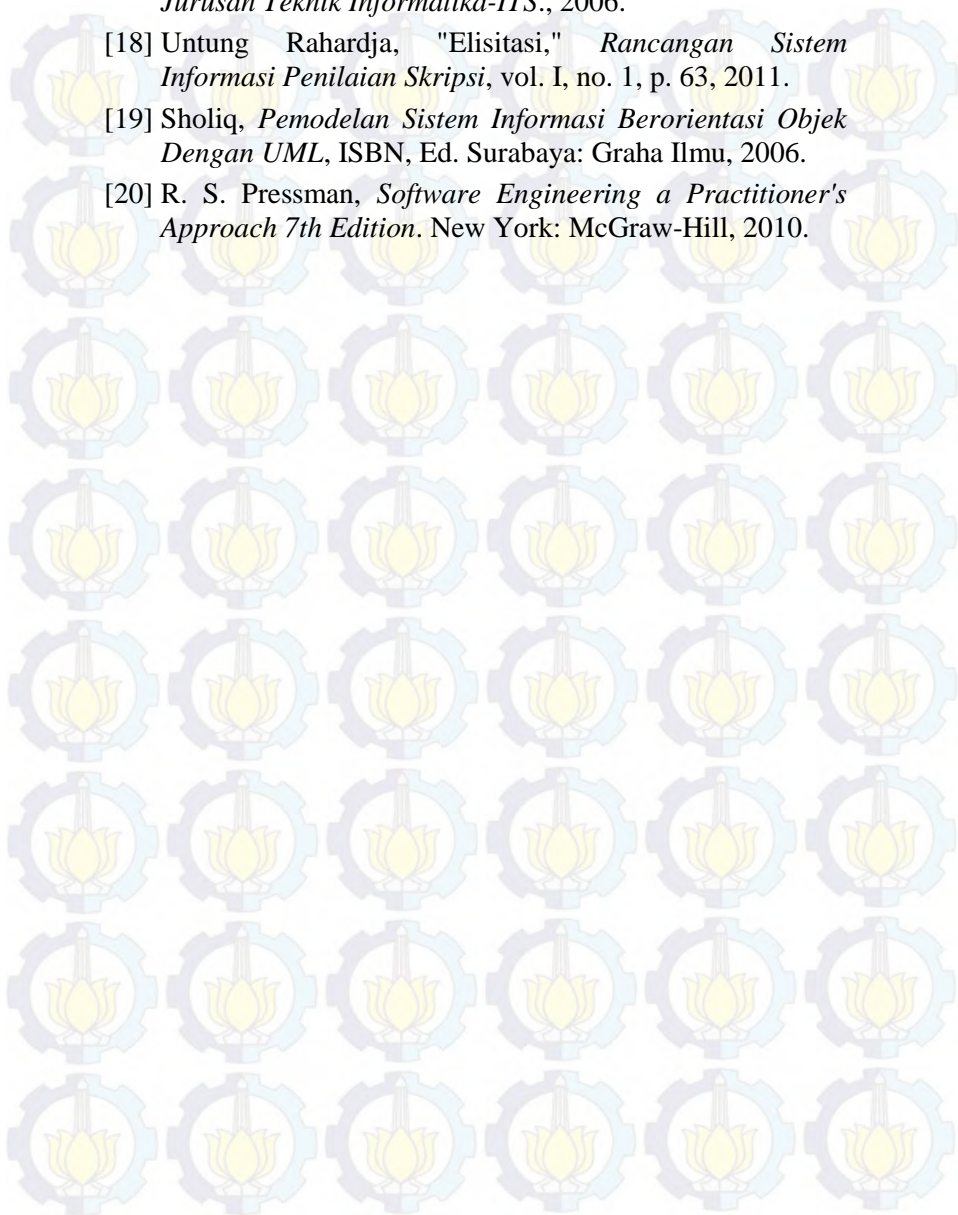 Jurusan Teknik Informatika-ITS., 2006.
[18] Untung Rahardja, "Elisitasi," Rancangan Sistem
Informasi Penilaian Skripsi, vol. I, no. 1, p. 63, 2011.
[19] Sholiq, Pemodelan Sistem Informasi Berorientasi Objek
Dengan UML, ISBN, Ed. Surabaya: Graha Ilmu, 2006.
[20] R. S. Pressman, Software Engineering a Practitioner's
Approach 7th Edition. New York: McGraw-Hill, 2010.